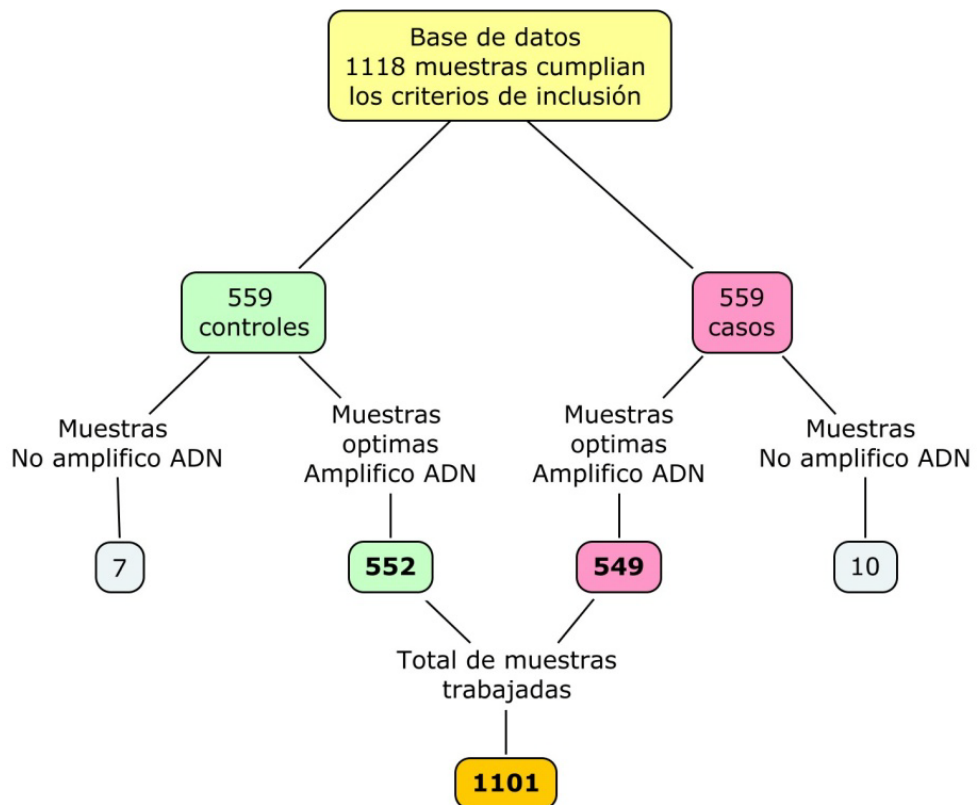 Base de datos
1118 muestras cumplian
los criterios de inclusión
559
controles
559
casos
Muestras
No amplifico ADN
Muestras
optimas
Amplifico ADN
Muestras
optimas
Amplifico ADN
Muestras
No amplifico ADN
7
552
549
10
Total de muestras
trabajadas
1101